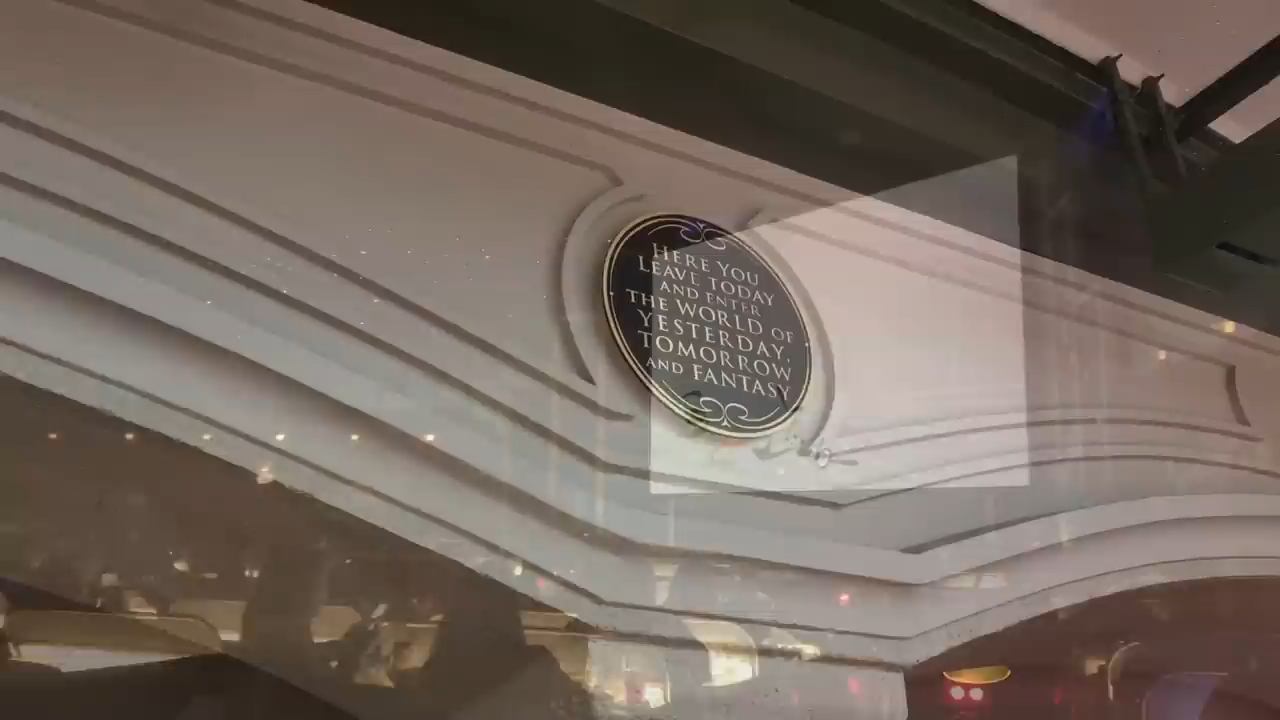 HERE YOU
LEAVE TODAY
AND ENTER
THE WORLD OF
YESTERDAY,
TOMORROW
AND FANTASY